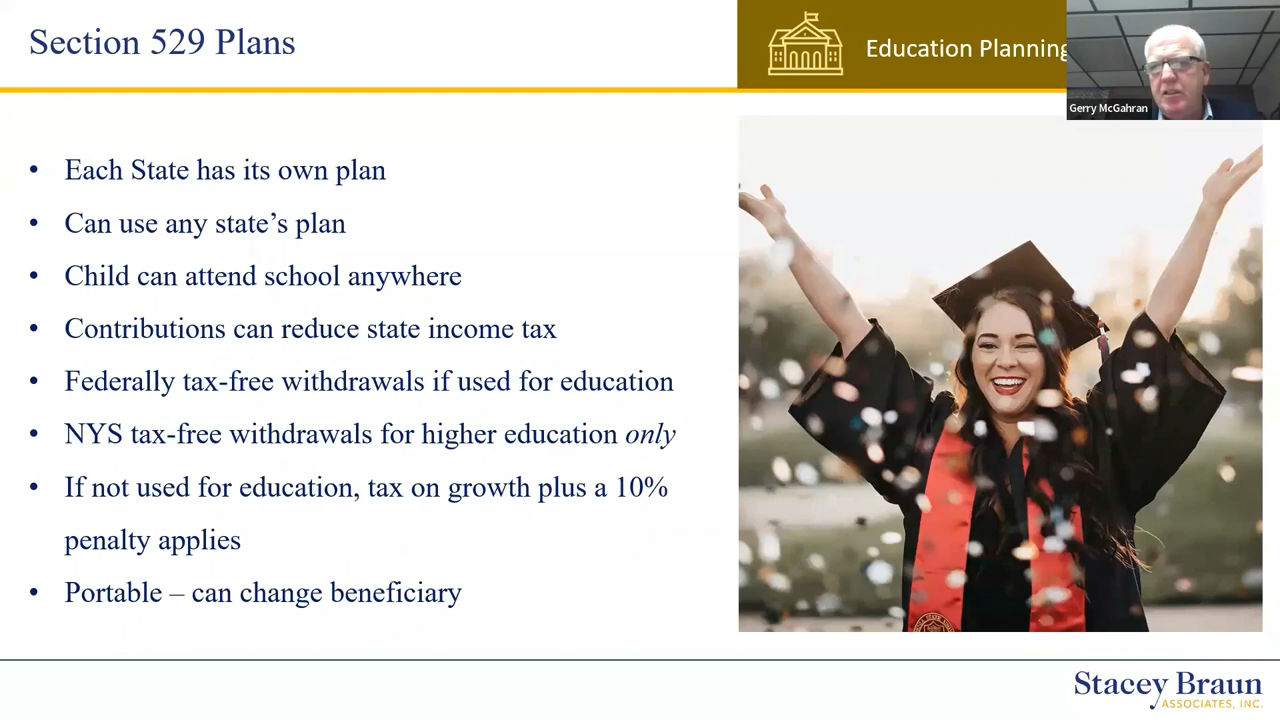 Section 529 Plans
Education Planning
Gerry McGahran
• Each State has its own plan
• Can use any state’s plan
• Child can attend school anywhere
• Contributions can reduce state income tax
• Federally tax-free withdrawals if used for education
• NYS tax-free withdrawals for higher education only
• If not used for education, tax on growth plus a 10%
penalty applies
• Portable – can change beneficiary
Stacey Braun
ASSOCIATES, INC.